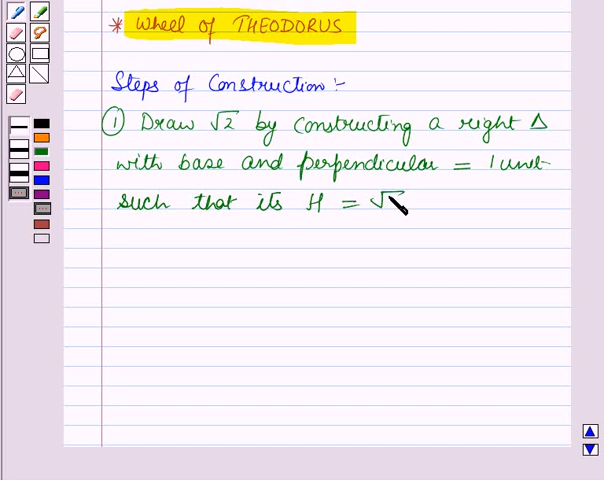 * Wheel of THEODORUS
Steps of Construction :-
① Draw √2 by constructing a right Δ
with base and perpendicular = 1 unit
such that its H = √